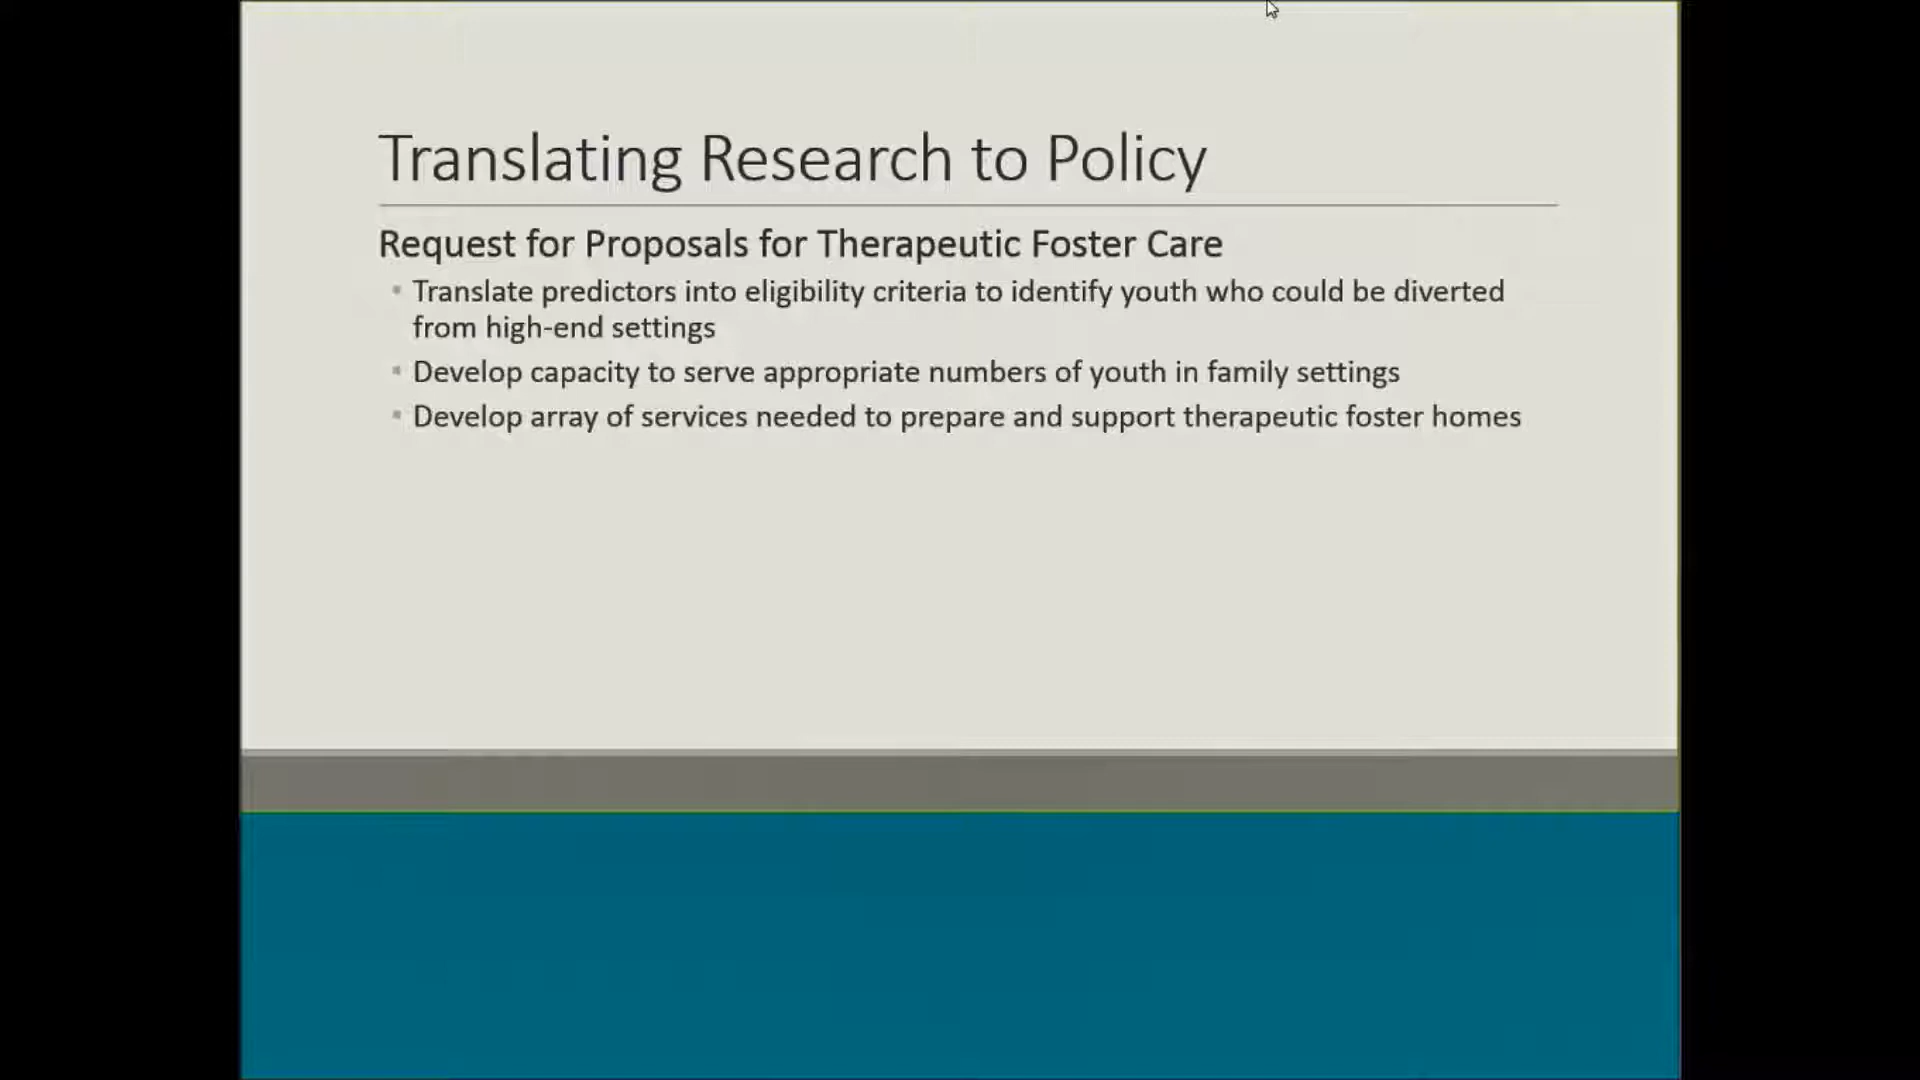 Translating Research to Policy
Request for Proposals for Therapeutic Foster Care
Translate predictors into eligibility criteria to identify youth who could be diverted
from high-end settings
Develop capacity to serve appropriate numbers of youth in family settings
Develop array of services needed to prepare and support therapeutic foster homes